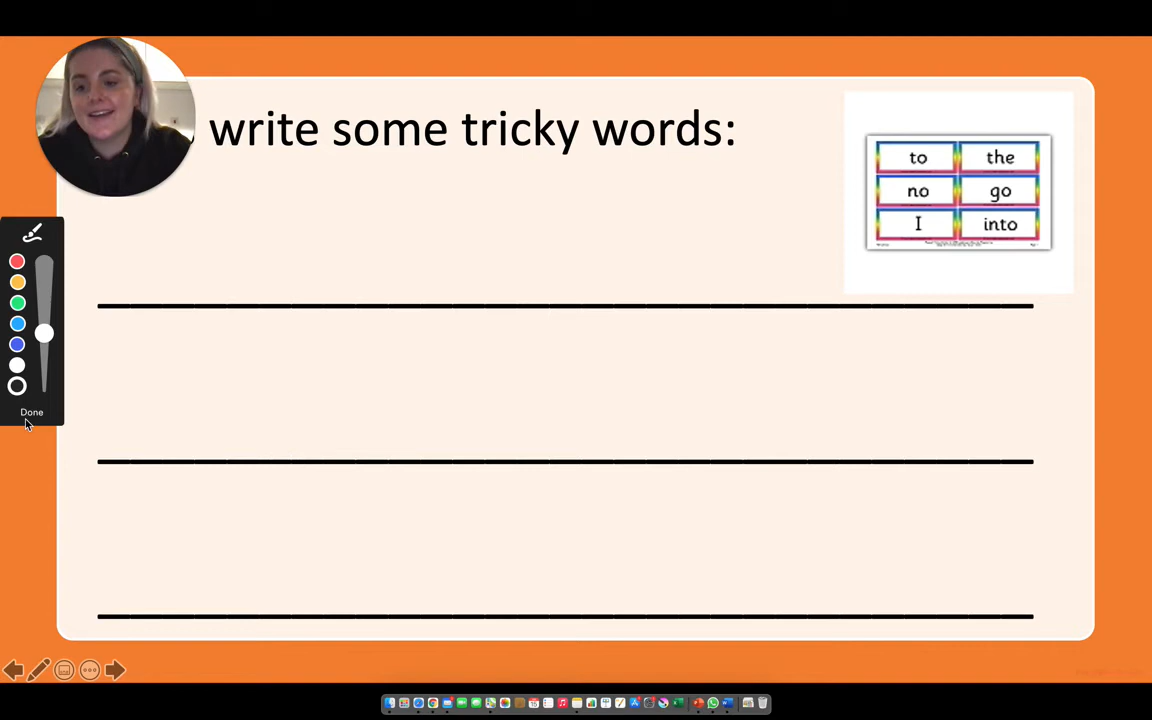 write some tricky words:
to the
no go
I into
Done